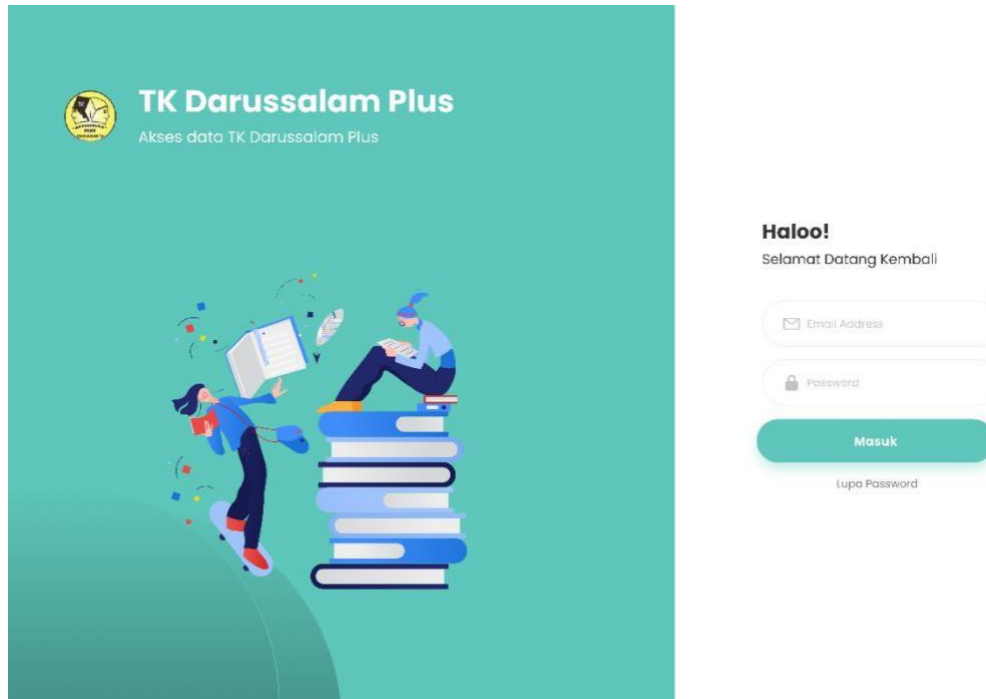 TK Darussalam Plus
Akses data TK Darussalam Plus
Haloo!
Selamat Datang Kembali
Email Address
Password
Masuk
Lupa Password